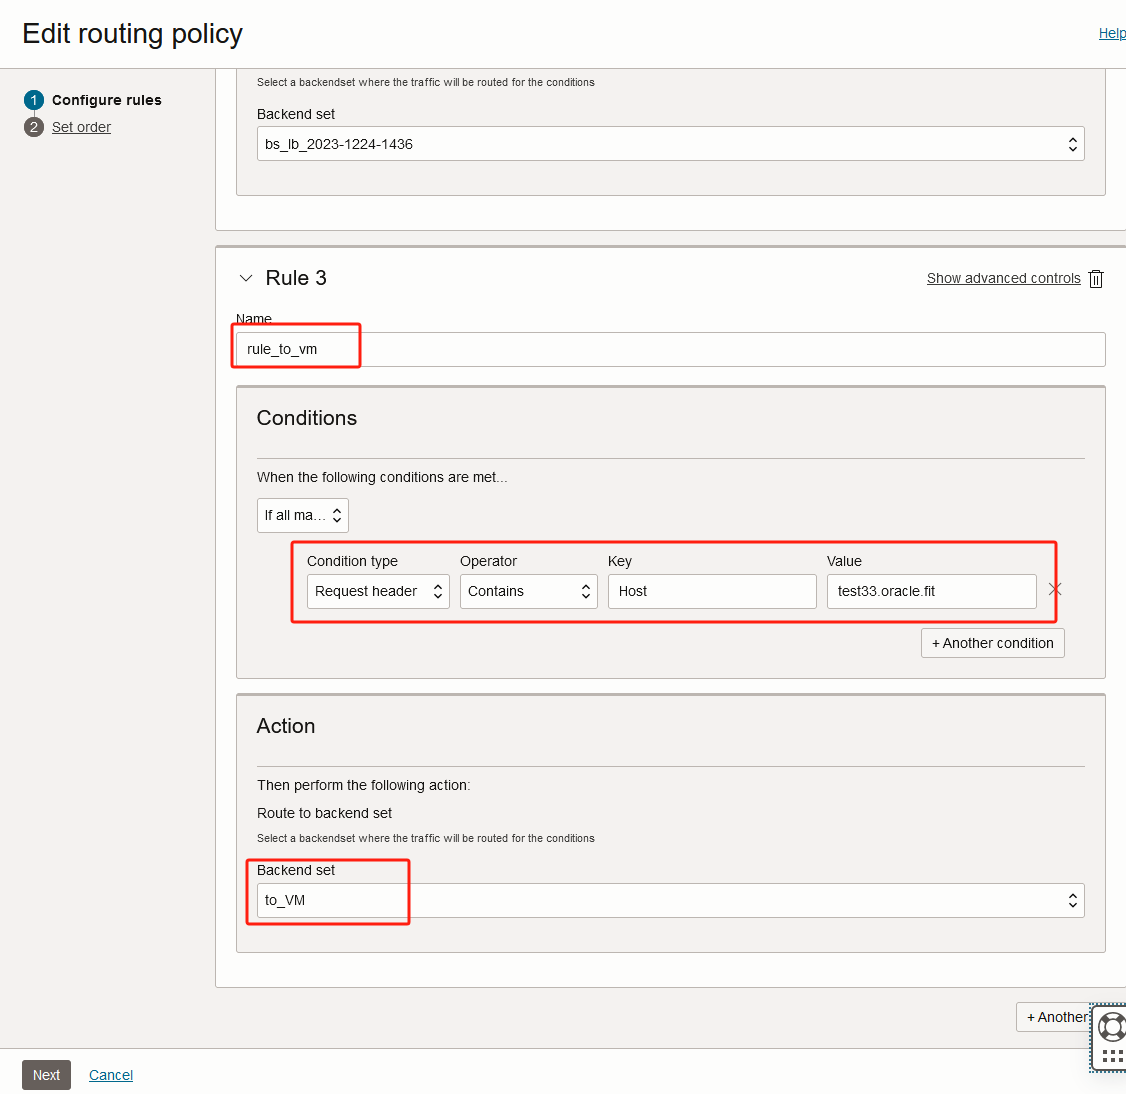 Edit routing policy
Help
1 Configure rules
2 Set order
Select a backendset where the traffic will be routed for the conditions
Backend set
bs_lb_2023-1224-1436
Rule 3
Show advanced controls
Name
rule_to_vm
Conditions
When the following conditions are met...
If all ma...
Condition type Operator Key Value
Request header Contains Host test33.oracle.fit
+ Another condition
Action
Then perform the following action:
Route to backend set
Select a backendset where the traffic will be routed for the conditions
Backend set
to_VM
+ Another
Next Cancel